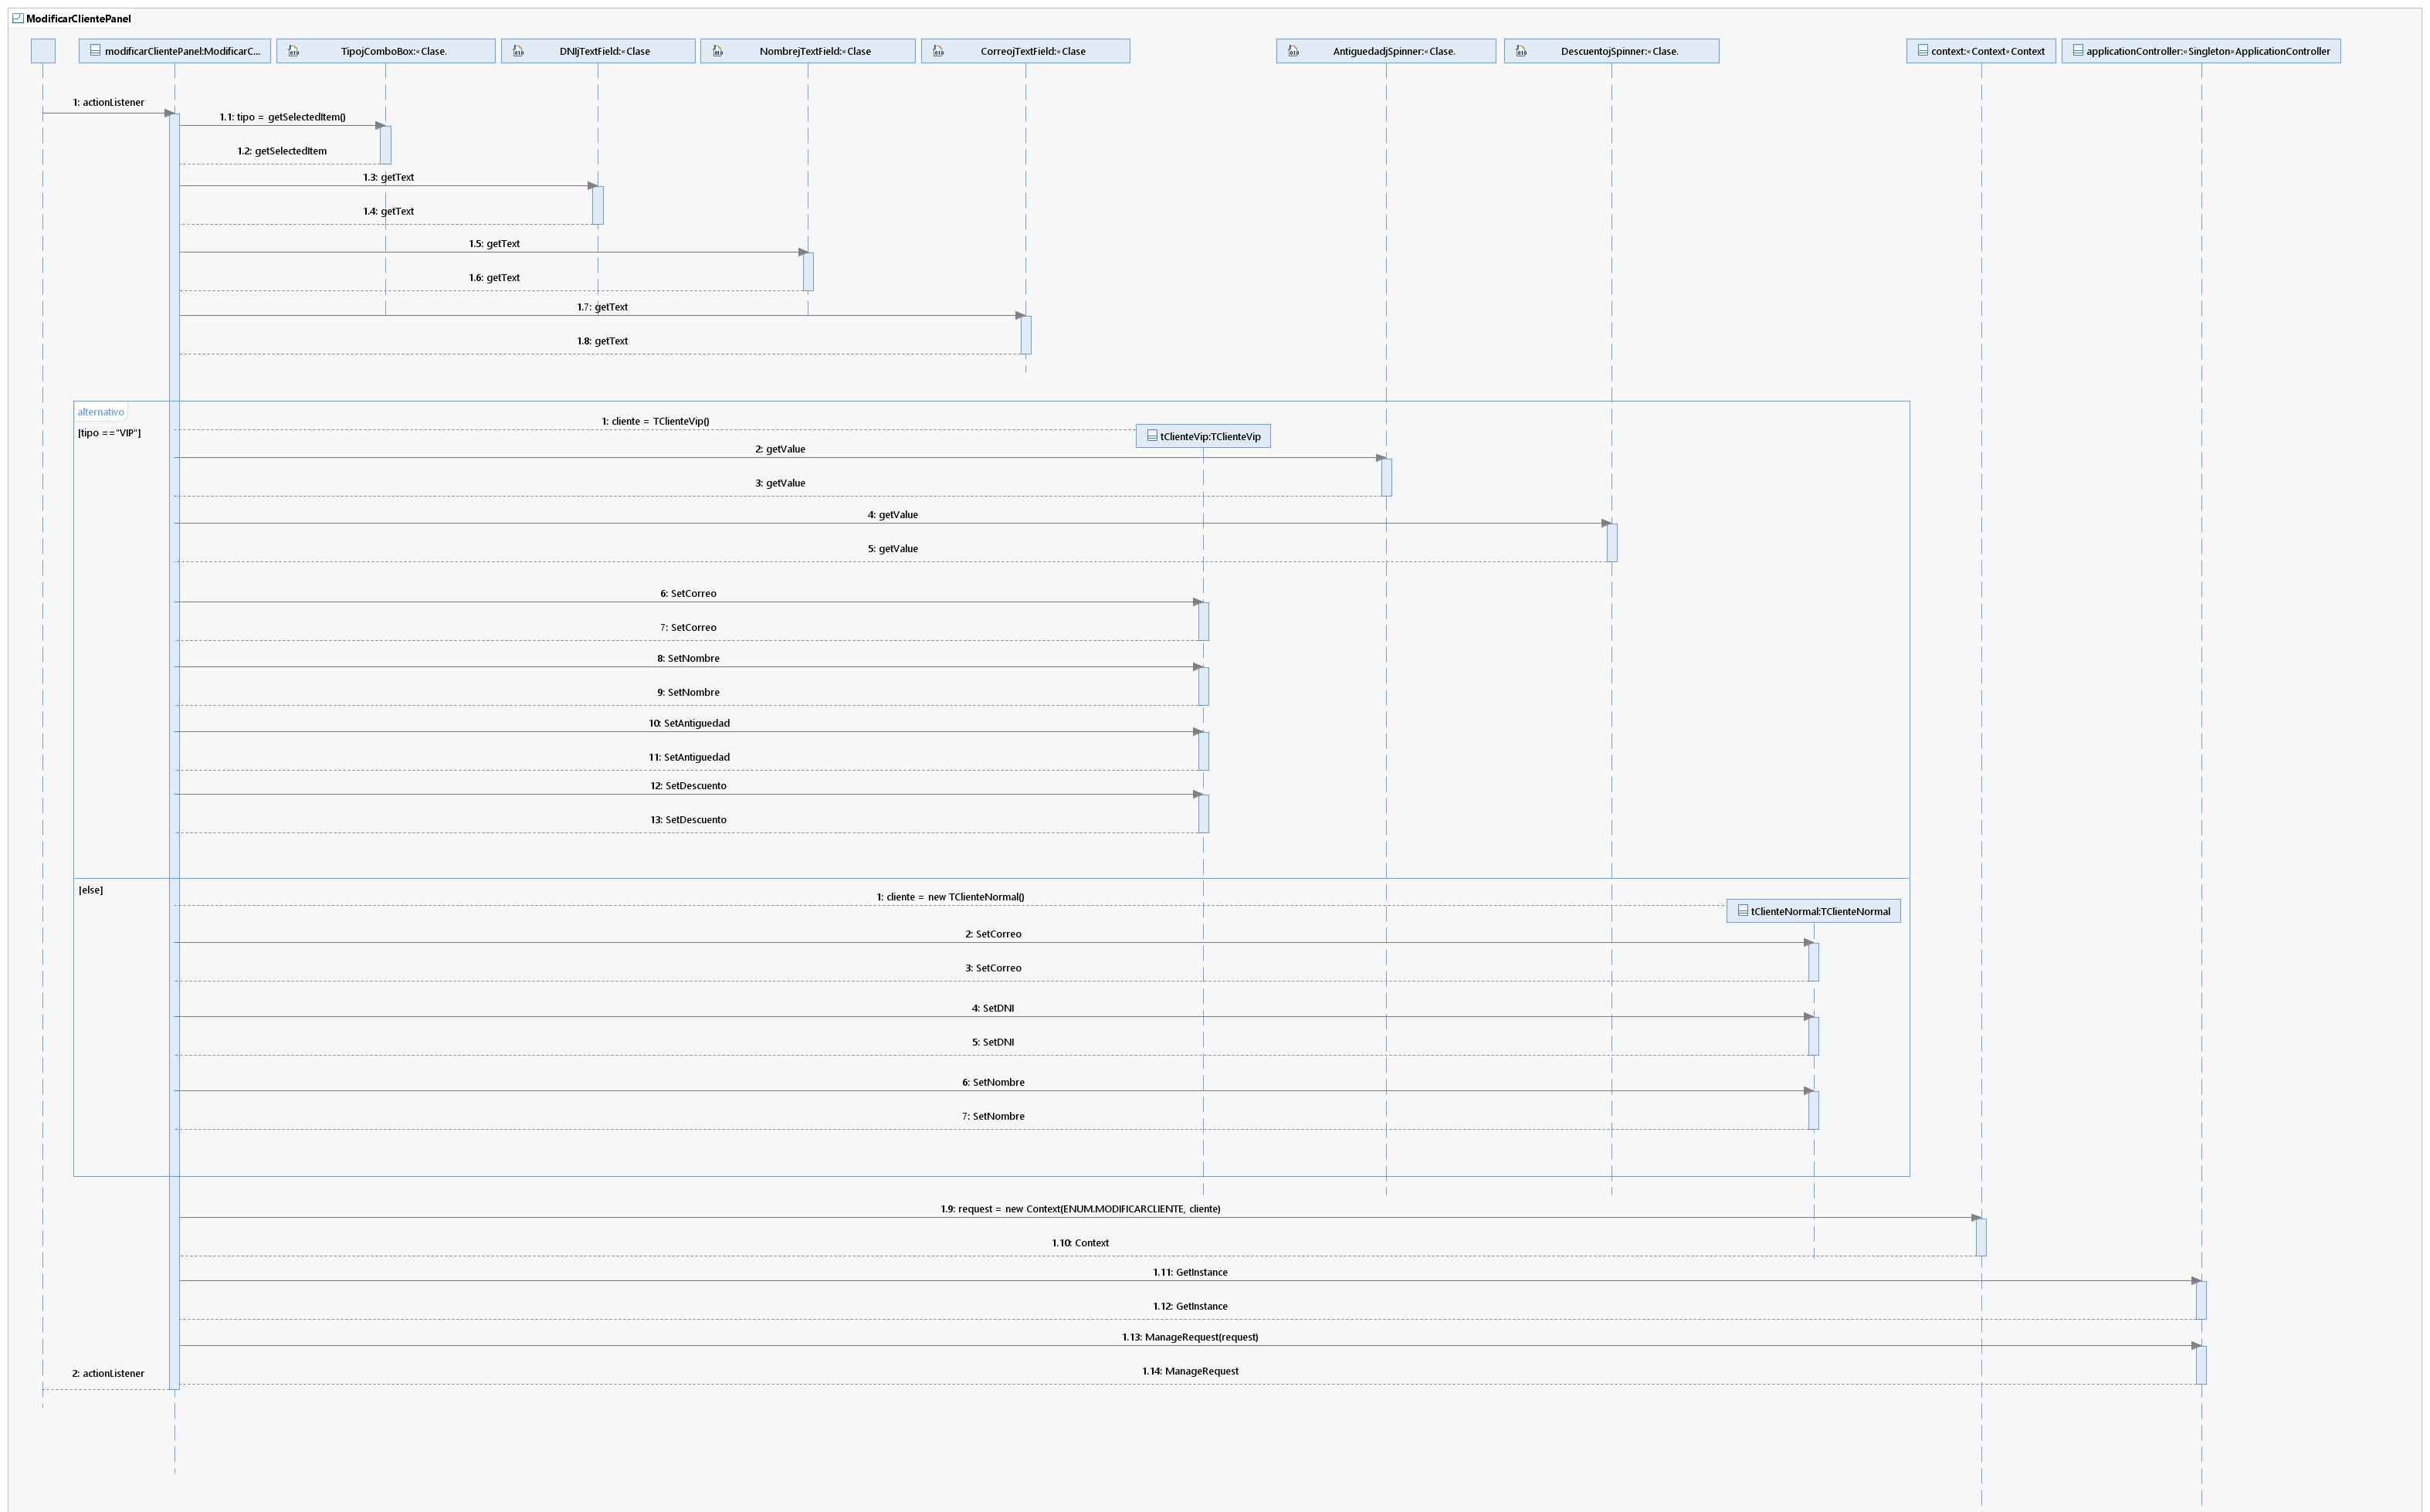 ModificarClientePanel
modificarClientePanel:ModificarC...
TipojComboBox:«Clase.
DNIjTextField:«Clase
NombrejTextField:«Clase
CorreojTextField:«Clase
AntiguedadjSpinner:«Clase.
DescuentojSpinner:«Clase.
context:«Context»Context
applicationController:«Singleton»ApplicationController
1: actionListener
1.1: tipo = getSelectedItem()
1.2: getSelectedItem
1.3: getText
1.4: getText
1.5: getText
1.6: getText
1.7: getText
1.8: getText
alternativo
[tipo =="VIP"]
1: cliente = TClienteVip()
tClienteVip:TClienteVip
2: getValue
3: getValue
4: getValue
5: getValue
6: SetCorreo
7: SetCorreo
8: SetNombre
9: SetNombre
10: SetAntiguedad
11: SetAntiguedad
12: SetDescuento
13: SetDescuento
[else]
1: cliente = new TClienteNormal()
tClienteNormal:TClienteNormal
2: SetCorreo
3: SetCorreo
4: SetDNI
5: SetDNI
6: SetNombre
7: SetNombre
1.9: request = new Context(ENUM.MODIFICARCLIENTE, cliente)
1.10: Context
1.11: GetInstance
1.12: GetInstance
1.13: ManageRequest(request)
1.14: ManageRequest
2: actionListener